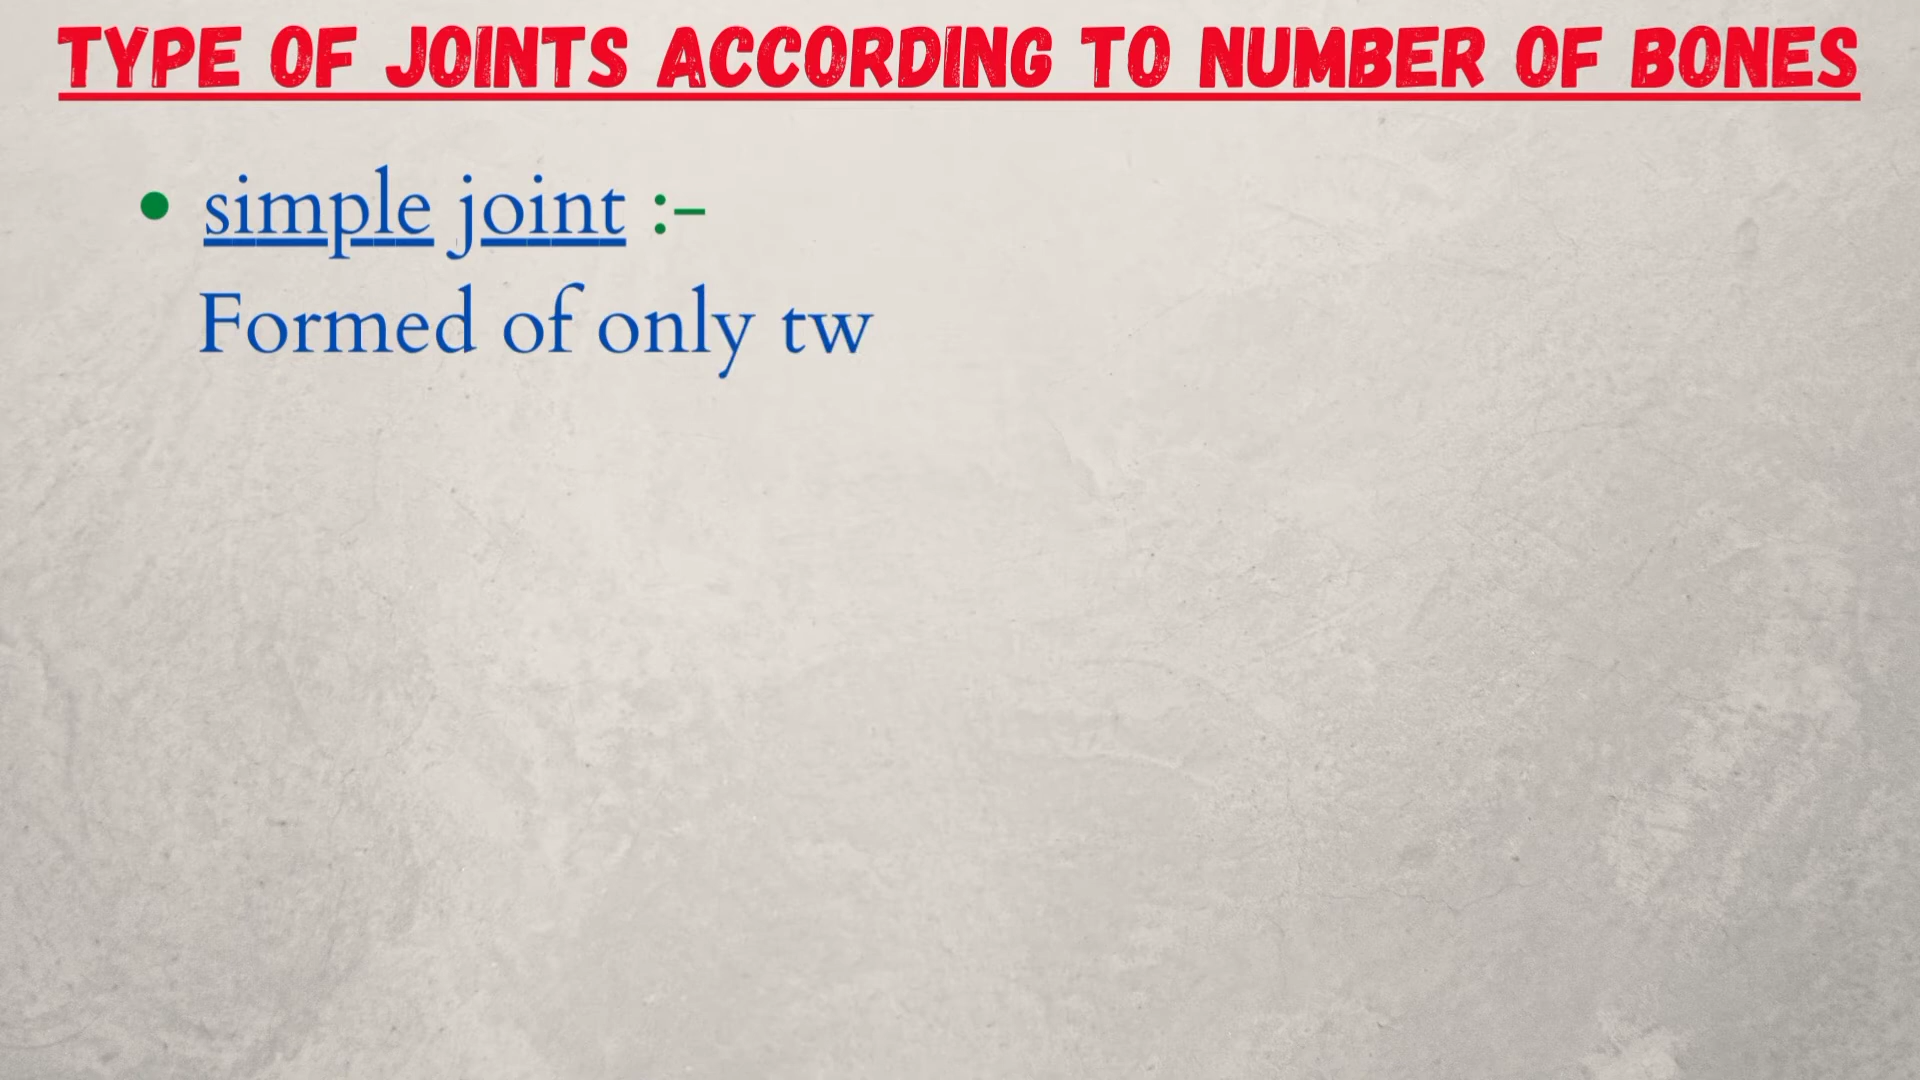 TYPE OF JOINTS ACCORDING TO NUMBER OF BONES
• simple joint :-
Formed of only tw